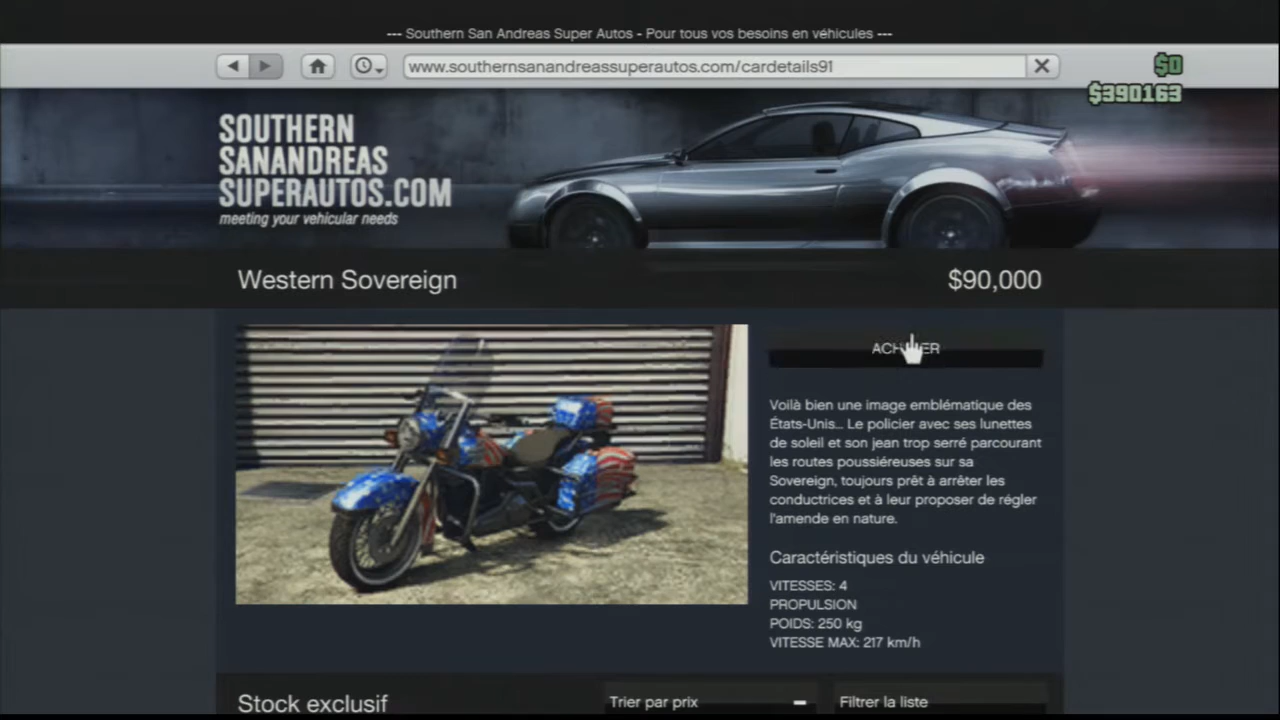 --- Southern San Andreas Super Autos - Pour tous vos besoins en véhicules ---
www.southernsanandreassuperautos.com/cardetails91
$0
$390163
SOUTHERN
SANANDREAS
SUPERAUTOS.COM
meeting your vehicular needs
Western Sovereign
$90,000
ACHETER
Voilà bien une image emblématique des
États-Unis... Le policier avec ses lunettes
de soleil et son jean trop serré parcourant
les routes poussiéreuses sur sa
Sovereign, toujours prêt à arrêter les
conductrices et à leur proposer de régler
l'amende en nature.
Caractéristiques du véhicule
VITESSES: 4
PROPULSION
POIDS: 250 kg
VITESSE MAX: 217 km/h
Stock exclusif
Trier par prix
Filtrer la liste